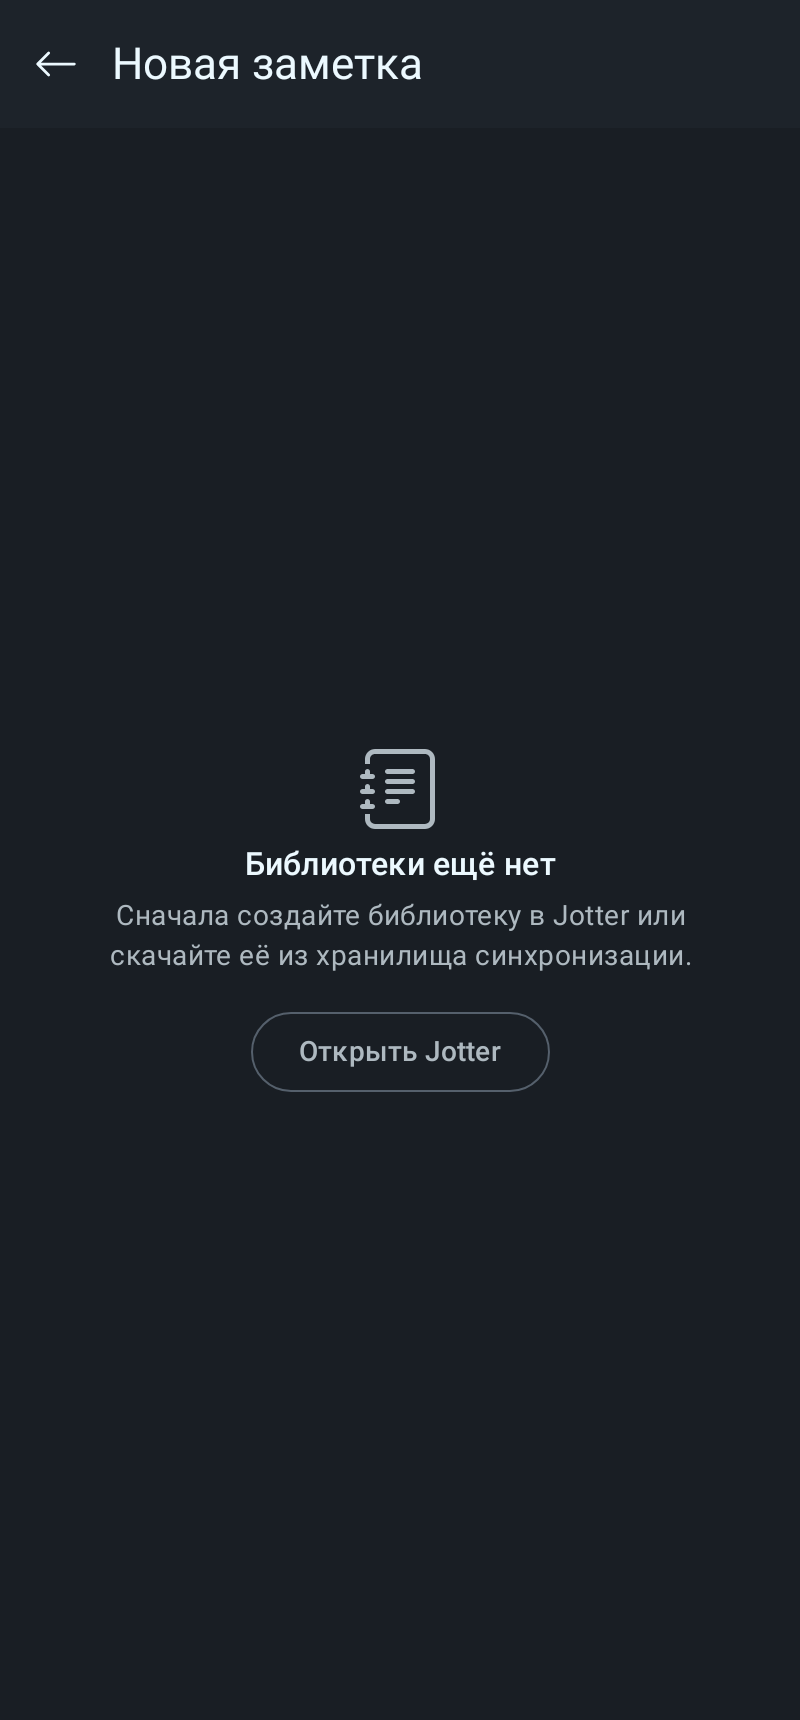 Новая заметка
Библиотеки ещё нет
Сначала создайте библиотеку в Jotter или
скачайте её из хранилища синхронизации.
Открыть Jotter